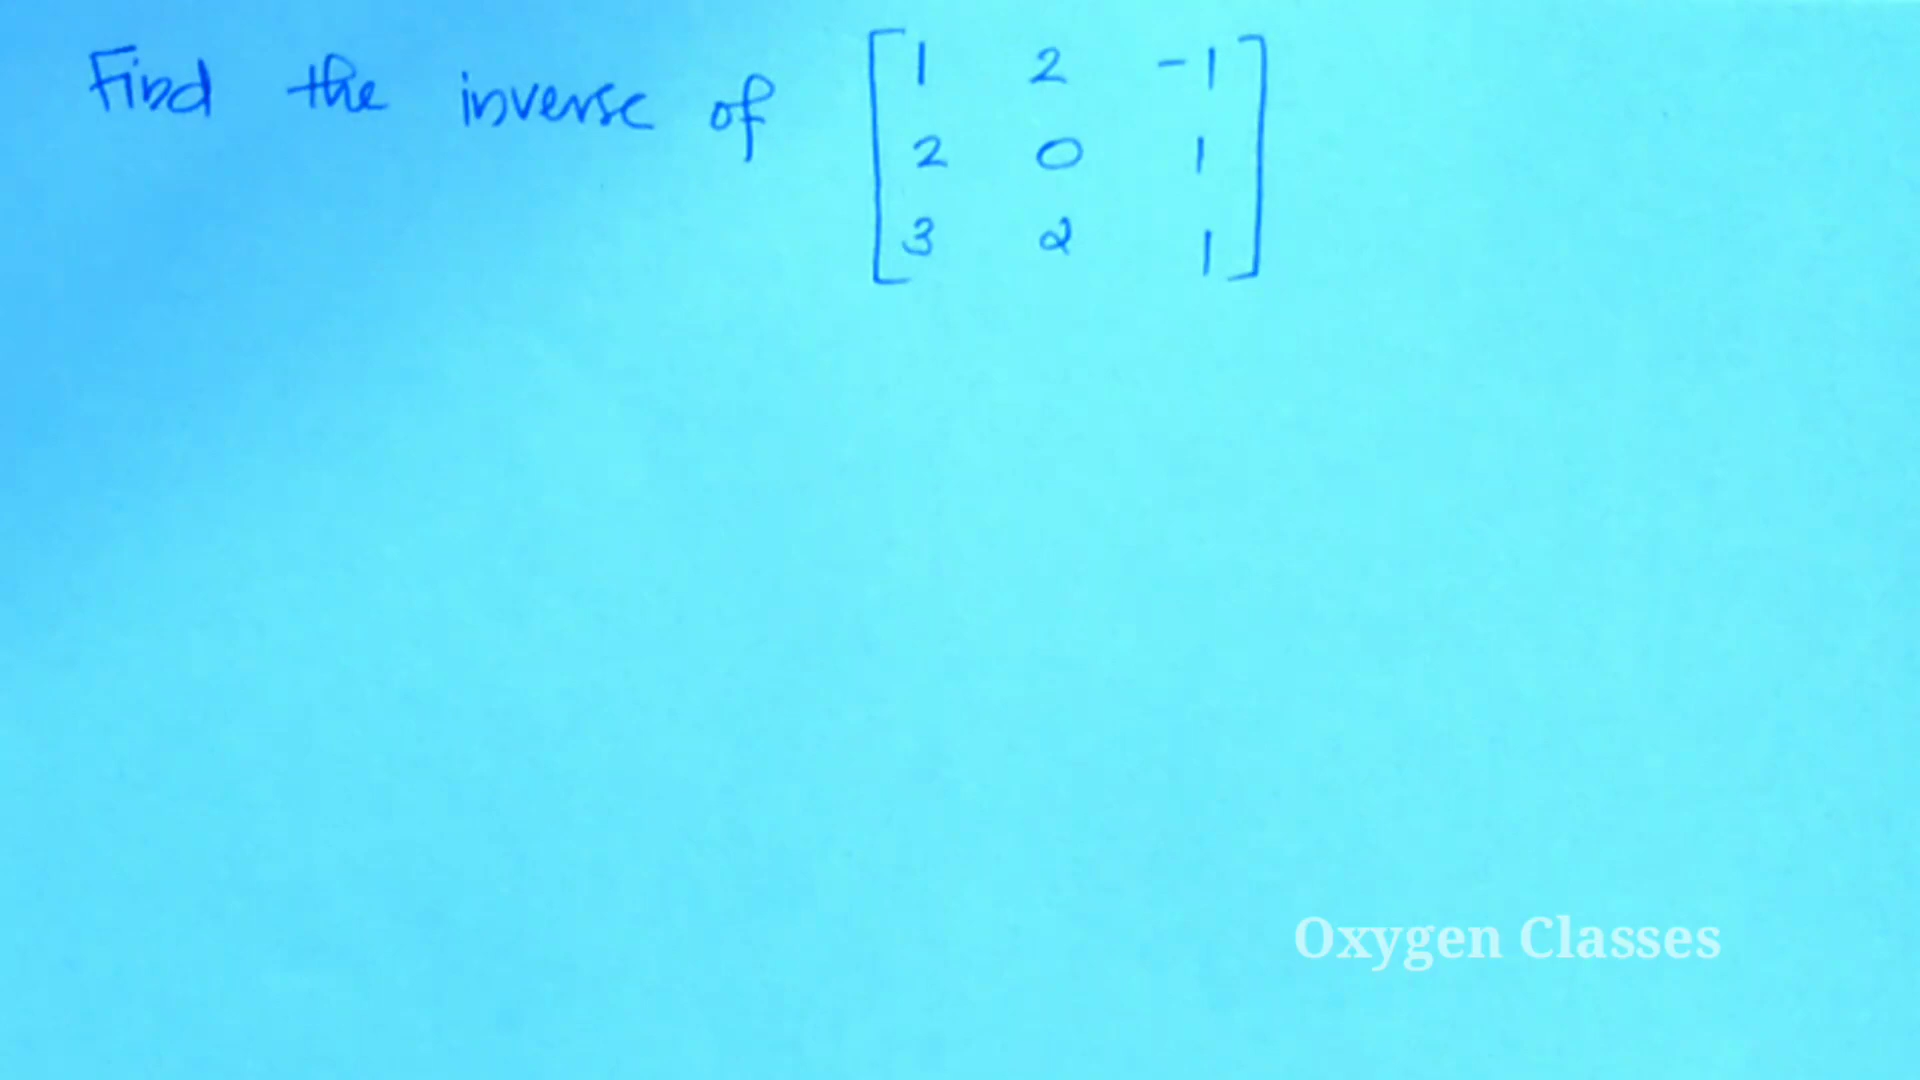 Find the inverse of [1 2 -1
2 0 1
3 2 1]
Oxygen Classes